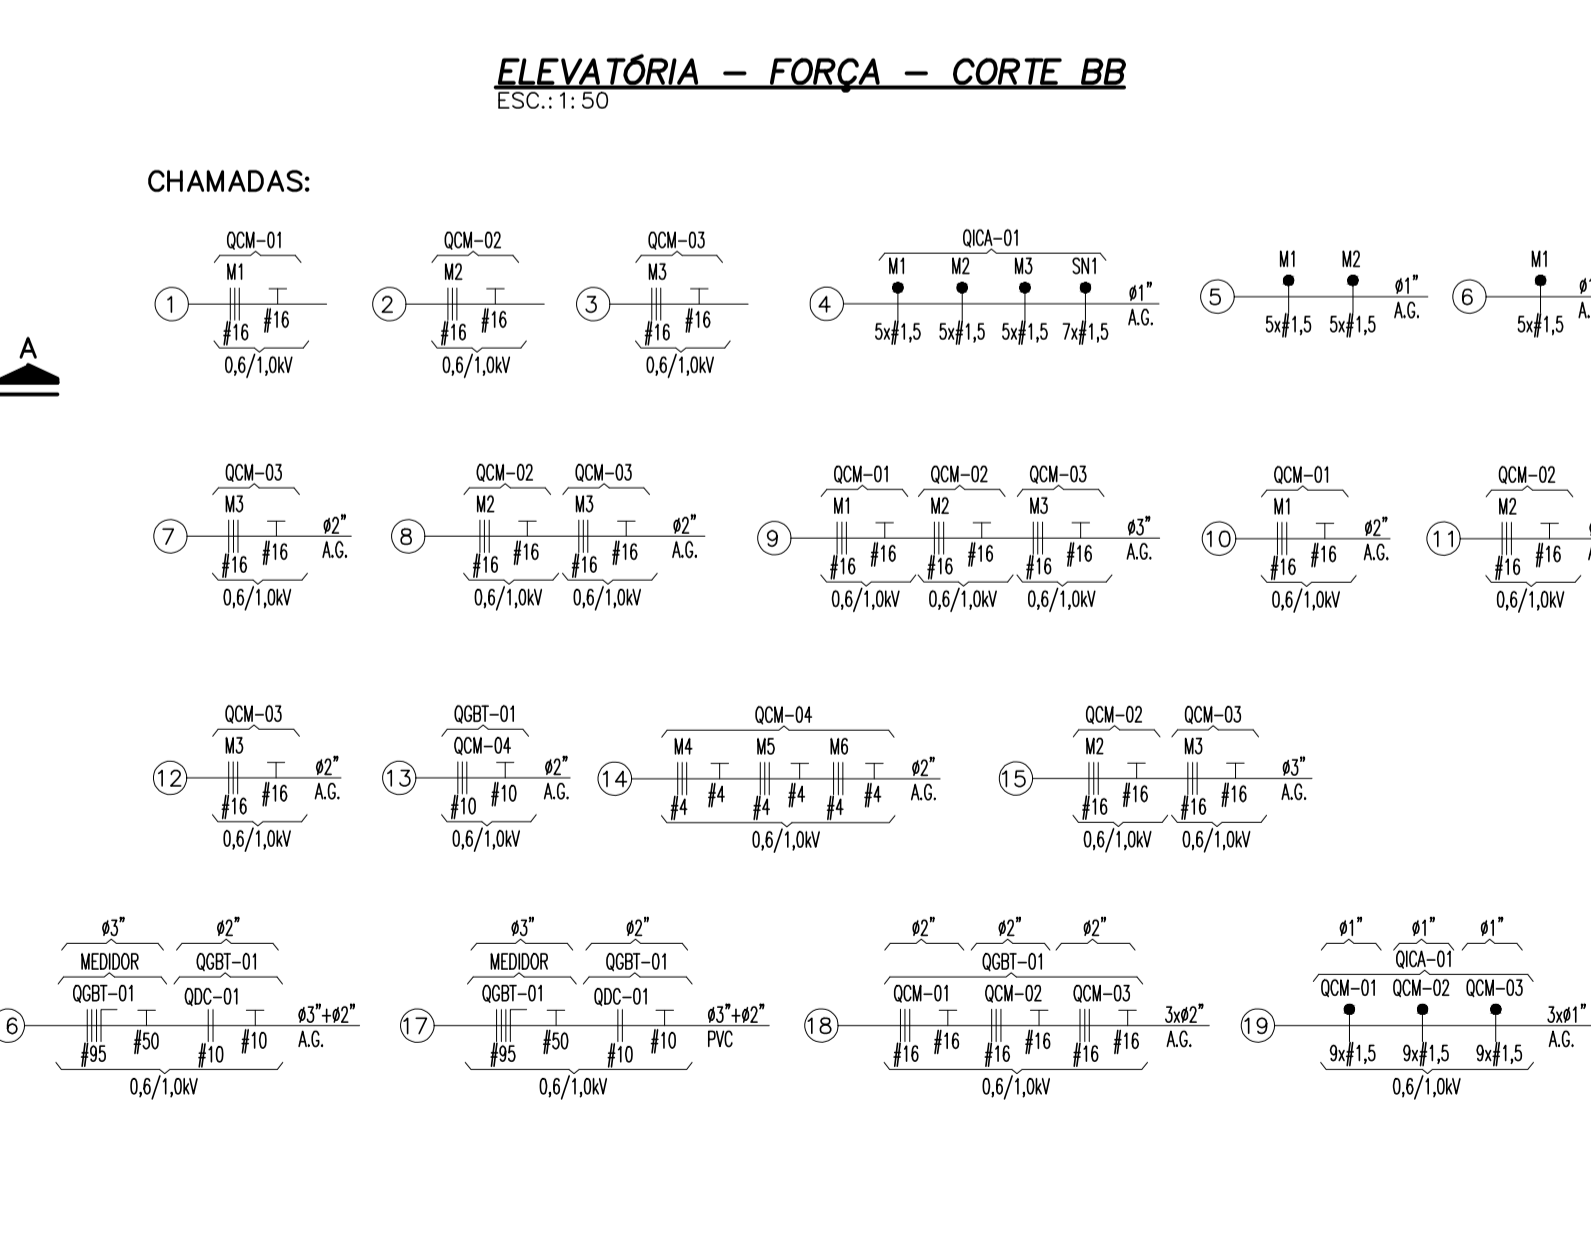 ELEVATÓRIA – FORÇA – CORTE BB
ESC.: 1: 50
CHAMADAS:
A
QCM-01
M1
1
#16 #16
0,6/1,0kV
QCM-02
M2
2
#16 #16
0,6/1,0kV
QCM-03
M3
3
#16 #16
0,6/1,0kV
QICA-01
M1 M2 M3 SN1
4
ø1"
A.G.
5x#1,5 5x#1,5 5x#1,5 7x#1,5
M1 M2
5
ø1"
A.G.
5x#1,5 5x#1,5
M1
6
5x#1,5
QCM-03
M3
7
ø2"
A.G.
#16 #16
0,6/1,0kV
QCM-02 QCM-03
M2 M3
8
ø2"
A.G.
#16 #16 #16 #16
0,6/1,0kV 0,6/1,0kV
QCM-01 QCM-02 QCM-03
M1 M2 M3
9
ø3"
A.G.
#16 #16 #16 #16 #16 #16
0,6/1,0kV 0,6/1,0kV 0,6/1,0kV
QCM-01
M1
10
ø2"
A.G.
#16 #16
0,6/1,0kV
QCM-02
M2
11
#16 #16
0,6/1,0kV
QCM-03
M3
12
ø2"
A.G.
#16 #16
0,6/1,0kV
QGBT-01
QCM-04
13
ø2"
A.G.
#10 #10
0,6/1,0kV
QCM-04
M4 M5 M6
14
ø2"
A.G.
#4 #4 #4 #4 #4 #4
0,6/1,0kV
QCM-02 QCM-03
M2 M3
15
ø3"
A.G.
#16 #16 #16 #16
0,6/1,0kV 0,6/1,0kV
ø3" ø2"
MEDIDOR QGBT-01
QGBT-01 QDC-01
6
ø3"+ø2"
A.G.
#95 #50 #10 #10
0,6/1,0kV
ø3" ø2"
MEDIDOR QGBT-01
QGBT-01 QDC-01
17
ø3"+ø2"
PVC
#95 #50 #10 #10
0,6/1,0kV
ø2" ø2" ø2"
QGBT-01
QCM-01 QCM-02 QCM-03
18
3xø2"
A.G.
#16 #16 #16 #16 #16 #16
0,6/1,0kV
ø1" ø1" ø1"
QICA-01
QCM-01 QCM-02 QCM-03
19
3xø1"
A.G.
9x#1,5 9x#1,5 9x#1,5
0,6/1,0kV